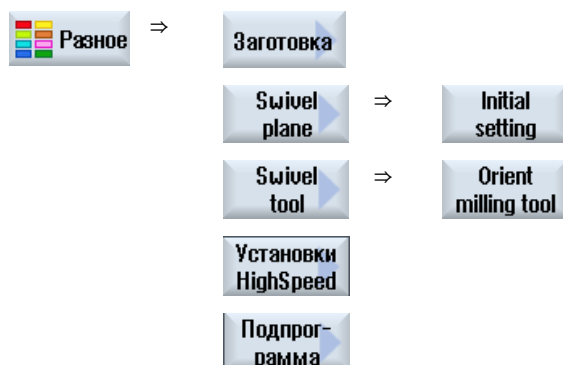 Разное ⇒ Заготовка
Swivel plane ⇒ Initial setting
Swivel tool ⇒ Orient milling tool
Установки HighSpeed
Подпрог-
рамма